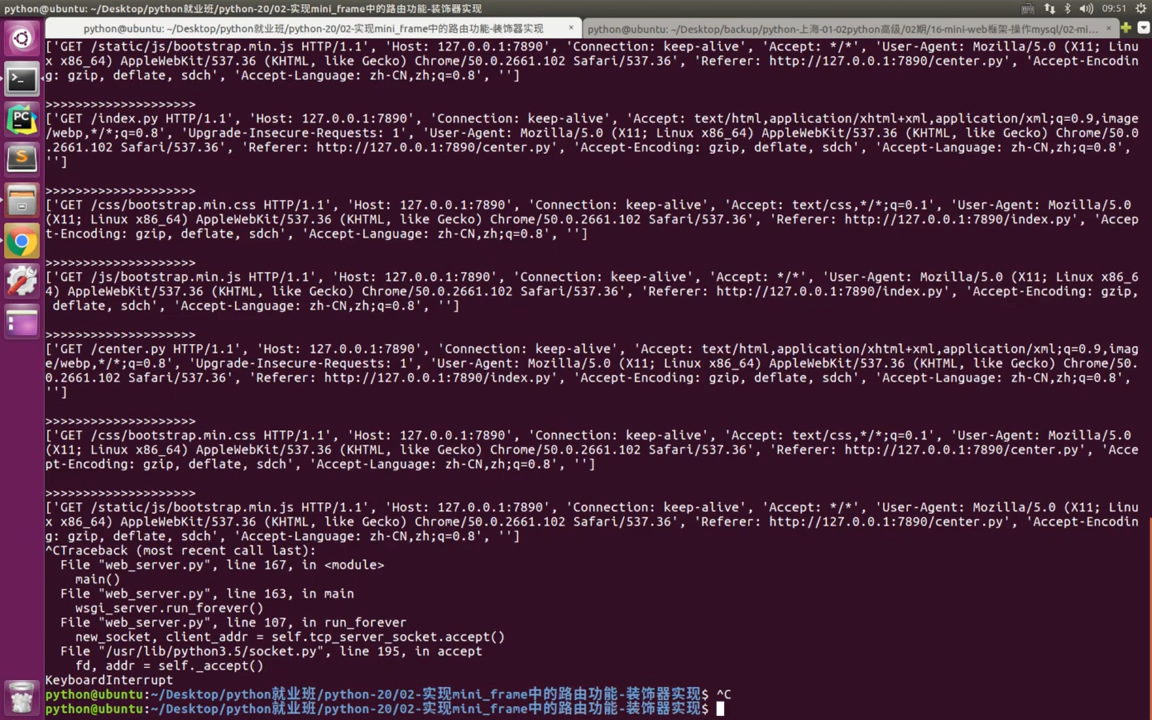 python@ubuntu: ~/Desktop/python就业班/python-20/02-实现mini_frame中的路由功能-装饰器实现
09:51
python@ubuntu: ~/Desktop/python就业班/python-20/02-实现mini_frame中的路由功能-装饰器实现 ×
python@ubuntu: ~/Desktop/backup/python-上海-01-02python高级/02期/16-mini-web框架-操作mysql/02-mi... ×
['GET /static/js/bootstrap.min.js HTTP/1.1', 'Host: 127.0.0.1:7890', 'Connection: keep-alive', 'Accept: */*', 'User-Agent: Mozilla/5.0 (X11; Linu
x x86_64) AppleWebKit/537.36 (KHTML, like Gecko) Chrome/50.0.2661.102 Safari/537.36', 'Referer: http://127.0.0.1:7890/center.py', 'Accept-Encodin
g: gzip, deflate, sdch', 'Accept-Language: zh-CN,zh;q=0.8', '']
>>>>>>>>>>>>>>>>>>>>
['GET /index.py HTTP/1.1', 'Host: 127.0.0.1:7890', 'Connection: keep-alive', 'Accept: text/html,application/xhtml+xml,application/xml;q=0.9,image
/webp,*/*;q=0.8', 'Upgrade-Insecure-Requests: 1', 'User-Agent: Mozilla/5.0 (X11; Linux x86_64) AppleWebKit/537.36 (KHTML, like Gecko) Chrome/50.0
.2661.102 Safari/537.36', 'Referer: http://127.0.0.1:7890/center.py', 'Accept-Encoding: gzip, deflate, sdch', 'Accept-Language: zh-CN,zh;q=0.8', 
'']
>>>>>>>>>>>>>>>>>>>>
['GET /css/bootstrap.min.css HTTP/1.1', 'Host: 127.0.0.1:7890', 'Connection: keep-alive', 'Accept: text/css,*/*;q=0.1', 'User-Agent: Mozilla/5.0 
(X11; Linux x86_64) AppleWebKit/537.36 (KHTML, like Gecko) Chrome/50.0.2661.102 Safari/537.36', 'Referer: http://127.0.0.1:7890/index.py', 'Accep
t-Encoding: gzip, deflate, sdch', 'Accept-Language: zh-CN,zh;q=0.8', '']
>>>>>>>>>>>>>>>>>>>>
['GET /js/bootstrap.min.js HTTP/1.1', 'Host: 127.0.0.1:7890', 'Connection: keep-alive', 'Accept: */*', 'User-Agent: Mozilla/5.0 (X11; Linux x86_6
4) AppleWebKit/537.36 (KHTML, like Gecko) Chrome/50.0.2661.102 Safari/537.36', 'Referer: http://127.0.0.1:7890/index.py', 'Accept-Encoding: gzip,
 deflate, sdch', 'Accept-Language: zh-CN,zh;q=0.8', '']
>>>>>>>>>>>>>>>>>>>>
['GET /center.py HTTP/1.1', 'Host: 127.0.0.1:7890', 'Connection: keep-alive', 'Accept: text/html,application/xhtml+xml,application/xml;q=0.9,imag
e/webp,*/*;q=0.8', 'Upgrade-Insecure-Requests: 1', 'User-Agent: Mozilla/5.0 (X11; Linux x86_64) AppleWebKit/537.36 (KHTML, like Gecko) Chrome/50.
0.2661.102 Safari/537.36', 'Referer: http://127.0.0.1:7890/index.py', 'Accept-Encoding: gzip, deflate, sdch', 'Accept-Language: zh-CN,zh;q=0.8',
'']
>>>>>>>>>>>>>>>>>>>>
['GET /css/bootstrap.min.css HTTP/1.1', 'Host: 127.0.0.1:7890', 'Connection: keep-alive', 'Accept: text/css,*/*;q=0.1', 'User-Agent: Mozilla/5.0 
(X11; Linux x86_64) AppleWebKit/537.36 (KHTML, like Gecko) Chrome/50.0.2661.102 Safari/537.36', 'Referer: http://127.0.0.1:7890/center.py', 'Acce
pt-Encoding: gzip, deflate, sdch', 'Accept-Language: zh-CN,zh;q=0.8', '']
>>>>>>>>>>>>>>>>>>>>
['GET /static/js/bootstrap.min.js HTTP/1.1', 'Host: 127.0.0.1:7890', 'Connection: keep-alive', 'Accept: */*', 'User-Agent: Mozilla/5.0 (X11; Linu
x x86_64) AppleWebKit/537.36 (KHTML, like Gecko) Chrome/50.0.2661.102 Safari/537.36', 'Referer: http://127.0.0.1:7890/center.py', 'Accept-Encodin
g: gzip, deflate, sdch', 'Accept-Language: zh-CN,zh;q=0.8', '']
^CTraceback (most recent call last):
  File "web_server.py", line 167, in <module>
    main()
  File "web_server.py", line 163, in main
    wsgi_server.run_forever()
  File "web_server.py", line 107, in run_forever
    new_socket, client_addr = self.tcp_server_socket.accept()
  File "/usr/lib/python3.5/socket.py", line 195, in accept
    fd, addr = self._accept()
KeyboardInterrupt
python@ubuntu:~/Desktop/python就业班/python-20/02-实现mini_frame中的路由功能-装饰器实现$ ^C
python@ubuntu:~/Desktop/python就业班/python-20/02-实现mini_frame中的路由功能-装饰器实现$